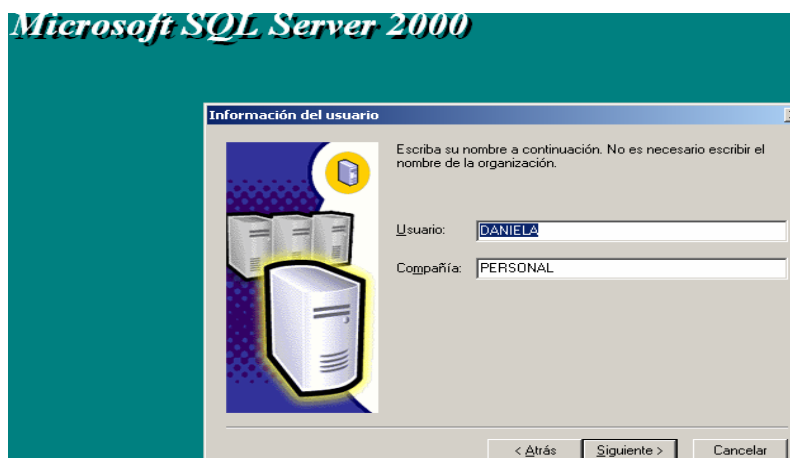 Microsoft SQL Server 2000
Información del usuario
Escriba su nombre a continuación. No es necesario escribir el
nombre de la organización.
Usuario: DANIELA
Compañía: PERSONAL
< Atrás Siguiente > Cancelar